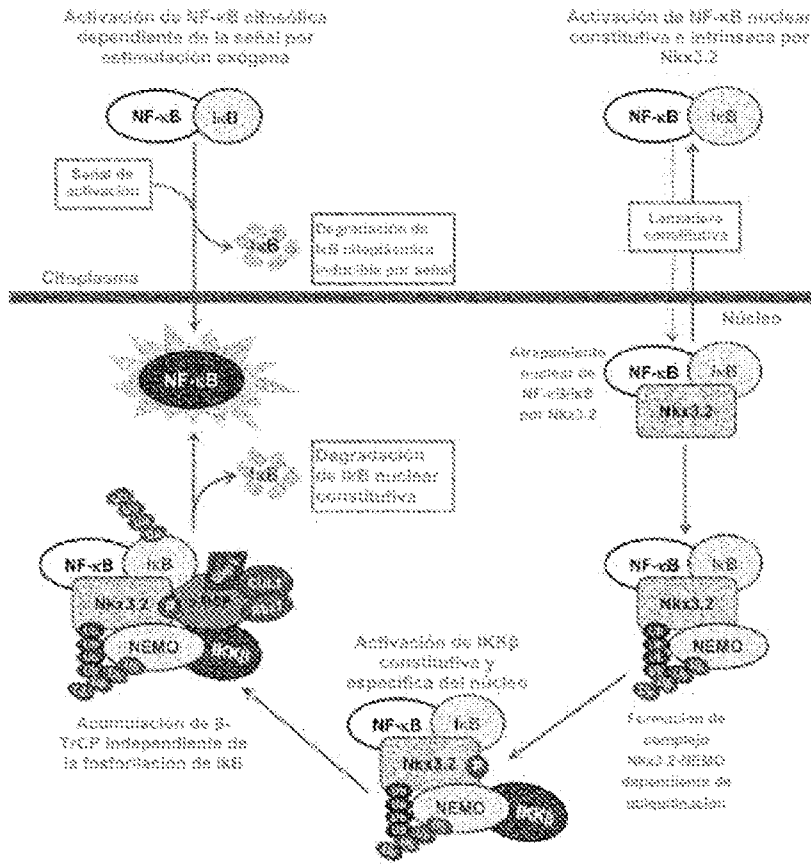 Activación de NF-κB citosólica
dependiente de la señal por
estimulación exógena
NF-κB
IκB
Señal de
activación
IκB
Degradación de
IκB citoplásmica
inducible por señal
Citoplasma
NF-κB
IκB
Degradación
de IκB nuclear
constitutiva
NF-κB
IκB
Nkx3.2
P
NEMO
IKKβ
Acumulación de β-
TrCP independiente de
la fosforilación de IκB
Activación de NF-κB nuclear
constitutiva e intrínseca por
Nkx3.2
NF-κB
IκB
Lanzadera
constitutiva
Núcleo
Atrapamiento
nuclear de
NF-κB/IκB
por Nkx3.2
NF-κB
IκB
Nkx3.2
NF-κB
IκB
Nkx3.2
NEMO
Formación de
complejo
Nkx3.2-NEMO
dependiente de
ubiquitinación
Activación de IKKβ
constitutiva y
específica del núcleo
NF-κB
IκB
Nkx3.2
P
NEMO
IKKβ